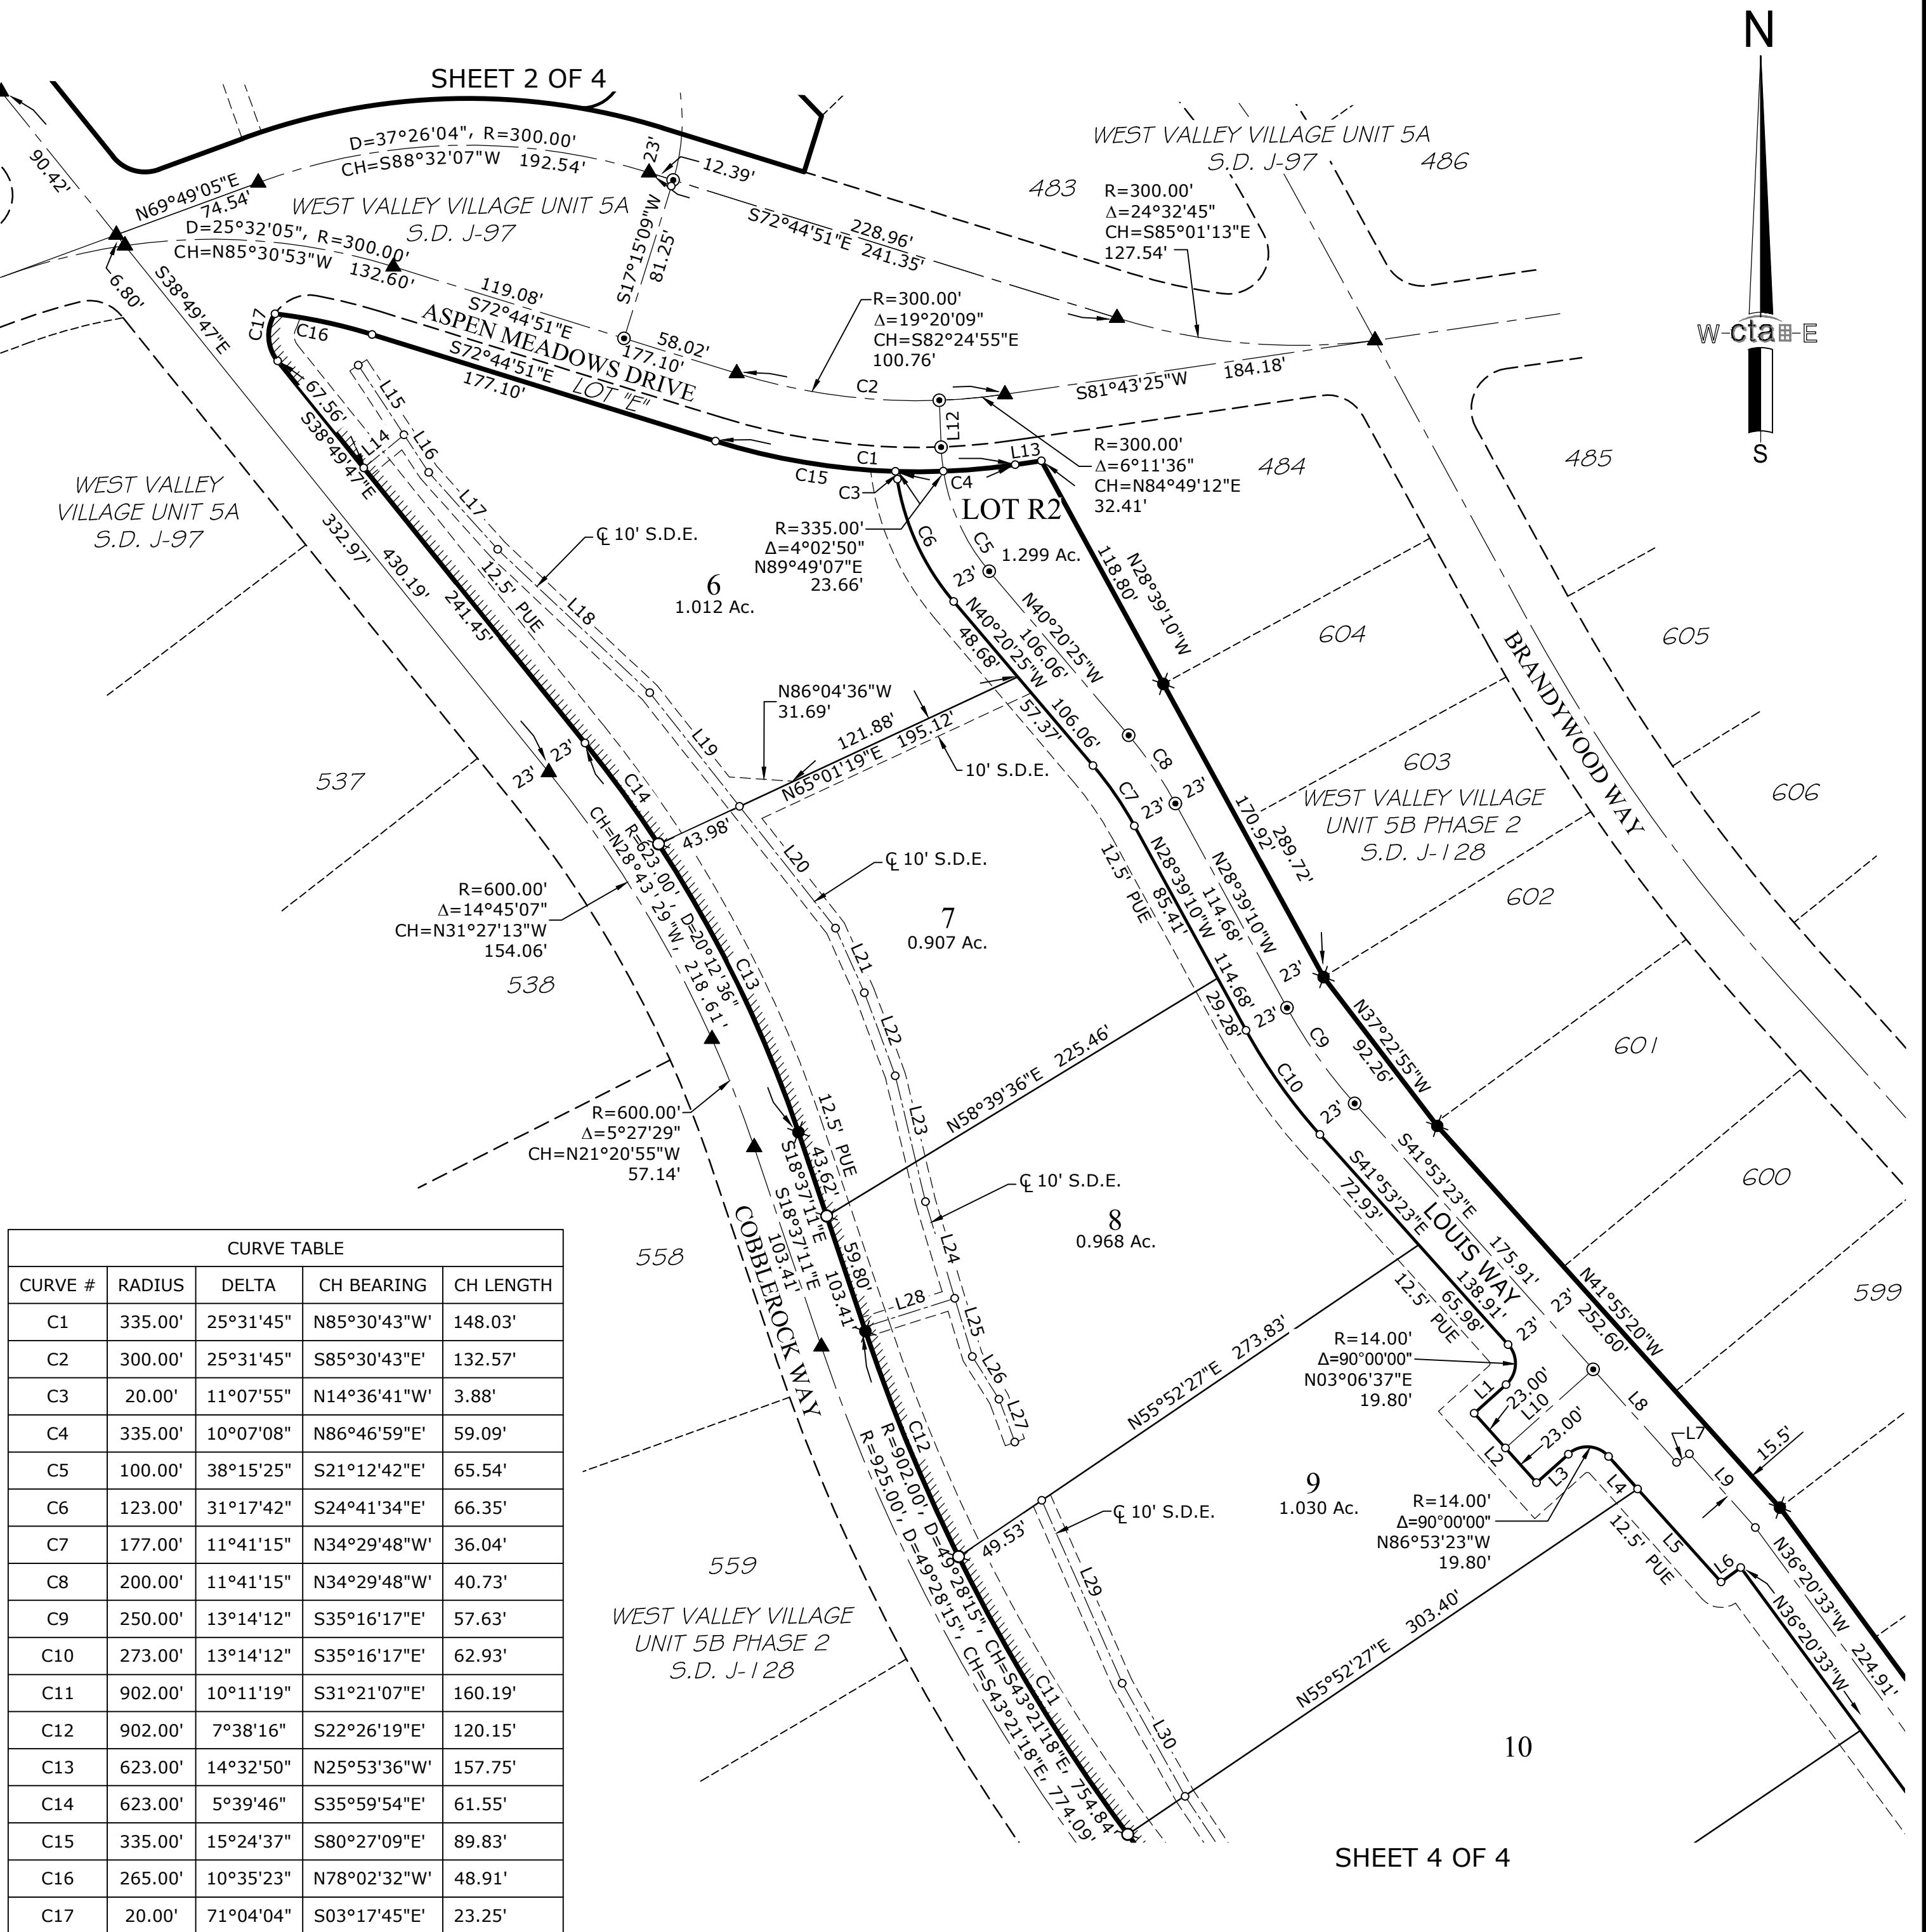 SHEET 2 OF 4
N
W-cta-E
S
WEST VALLEY VILLAGE UNIT 5A
S.D. J-97
486
483
R=300.00'
Δ=24°32'45"
CH=S85°01'13"E
127.54'
90.42'
N69°49'05"E
74.54'
D=37°26'04", R=300.00'
CH=S88°32'07"W 192.54'
23'
12.39'
WEST VALLEY VILLAGE UNIT 5A
S.D. J-97
D=25°32'05", R=300.00'
CH=N85°30'53"W 132.60'
6.80'
S38°49'47"E
S17°15'09"W
81.25'
228.96'
S72°44'51"E 241.35'
119.08'
S72°44'51"E
58.02'
177.10'
ASPEN MEADOWS DRIVE
S72°44'51"E
177.10'
LOT "E"
R=300.00'
Δ=19°20'09"
CH=S82°24'55"E
100.76'
C2
S81°43'25"W 184.18'
C17
C16
67.56'
S38°49'47"E
L14
L15
L16
L17
L12
L13
C1
C15
C3
C4
LOT R2
1.299 Ac.
R=300.00'
Δ=6°11'36"
CH=N84°49'12"E
32.41'
484
485
WEST VALLEY
VILLAGE UNIT 5A
S.D. J-97
332.97'
430.19'
241.45'
12.5' PUE
℄ 10' S.D.E.
L18
6
1.012 Ac.
R=335.00'
Δ=4°02'50"
N89°49'07"E
23.66'
C6
C5
23'
118.80'
N28°39'10"W
N40°20'25"W
48.68'
N40°20'25"W
106.06'
604
605
BRANDYWOOD WAY
N86°04'36"W
31.69'
121.88'
N65°01'19"E 195.12'
10' S.D.E.
57.37'
106.06'
L19
537
23'
23'
C14
43.98'
C7
C8
23'
23'
603
WEST VALLEY VILLAGE
UNIT 5B PHASE 2
S.D. J-128
606
170.92'
289.72'
R=623.00', D=20°12'36"
CH=N28°43'29"W, 218.61'
L20
℄ 10' S.D.E.
12.5' PUE
N28°39'10"W
85.41'
N28°39'10"W
114.68'
R=600.00'
Δ=14°45'07"
CH=N31°27'13"W
154.06'
538
7
0.907 Ac.
602
C13
L21
L22
114.68'
29.28'
23'
23'
C9
C10
23'
N37°22'55"W
92.26'
601
N58°39'36"E 225.46'
R=600.00'
Δ=5°27'29"
CH=N21°20'55"W
57.14'
12.5' PUE
43.62'
S18°37'11"E
S18°37'11"E
103.41'
L23
℄ 10' S.D.E.
8
0.968 Ac.
L24
COBBLEROCK WAY
558
59.80'
103.41'
L28
L25
L26
L27
S41°53'23"E
72.93'
S41°53'23"E
175.91'
LOUIS WAY
138.91'
65.98'
12.5' PUE
23'
23'
N41°55'20"W
252.60'
600
599
N55°52'27"E 273.83'
R=14.00'
Δ=90°00'00"
N03°06'37"E
19.80'
L1
23.00'
L10
23.00'
L2
L3
L4
L8
L7
L9
15.5'
C12
R=902.00', D=49°28'15", CH=S43°21'18"E, 754.84'
R=925.00', D=49°28'15", CH=S43°21'18"E, 774.09'
49.53'
℄ 10' S.D.E.
9
1.030 Ac.
R=14.00'
Δ=90°00'00"
N86°53'23"W
19.80'
12.5' PUE
L5
L6
N36°20'33"W
N36°20'33"W 224.91'
559
WEST VALLEY VILLAGE
UNIT 5B PHASE 2
S.D. J-128
C11
L29
L30
N55°52'27"E 303.40'
10
SHEET 4 OF 4
CURVE TABLE
CURVE # RADIUS DELTA CH BEARING CH LENGTH
C1 335.00' 25°31'45" N85°30'43"W' 148.03'
C2 300.00' 25°31'45" S85°30'43"E' 132.57'
C3 20.00' 11°07'55" N14°36'41"W' 3.88'
C4 335.00' 10°07'08" N86°46'59"E' 59.09'
C5 100.00' 38°15'25" S21°12'42"E' 65.54'
C6 123.00' 31°17'42" S24°41'34"E' 66.35'
C7 177.00' 11°41'15" N34°29'48"W' 36.04'
C8 200.00' 11°41'15" N34°29'48"W' 40.73'
C9 250.00' 13°14'12" S35°16'17"E' 57.63'
C10 273.00' 13°14'12" S35°16'17"E' 62.93'
C11 902.00' 10°11'19" S31°21'07"E' 160.19'
C12 902.00' 7°38'16" S22°26'19"E' 120.15'
C13 623.00' 14°32'50" N25°53'36"W' 157.75'
C14 623.00' 5°39'46" S35°59'54"E' 61.55'
C15 335.00' 15°24'37" S80°27'09"E' 89.83'
C16 265.00' 10°35'23" N78°02'32"W' 48.91'
C17 20.00' 71°04'04" S03°17'45"E' 23.25'